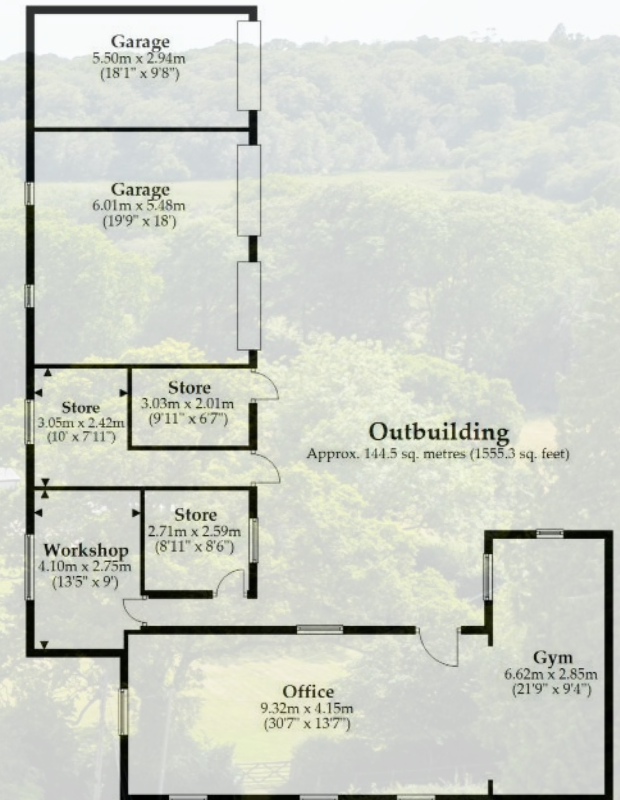 Garage
5.50m x 2.94m
(18'1" x 9'8")
Garage
6.01m x 5.48m
(19'9" x 18')
Store
3.03m x 2.01m
(9'11" x 6'7")
Store
3.05m x 2.42m
(10' x 7'11")
Outbuilding
Approx. 144.5 sq. metres (1555.3 sq. feet)
Store
2.71m x 2.59m
(8'11" x 8'6")
Workshop
4.10m x 2.75m
(13'5" x 9')
Gym
6.62m x 2.85m
(21'9" x 9'4")
Office
9.32m x 4.15m
(30'7" x 13'7")